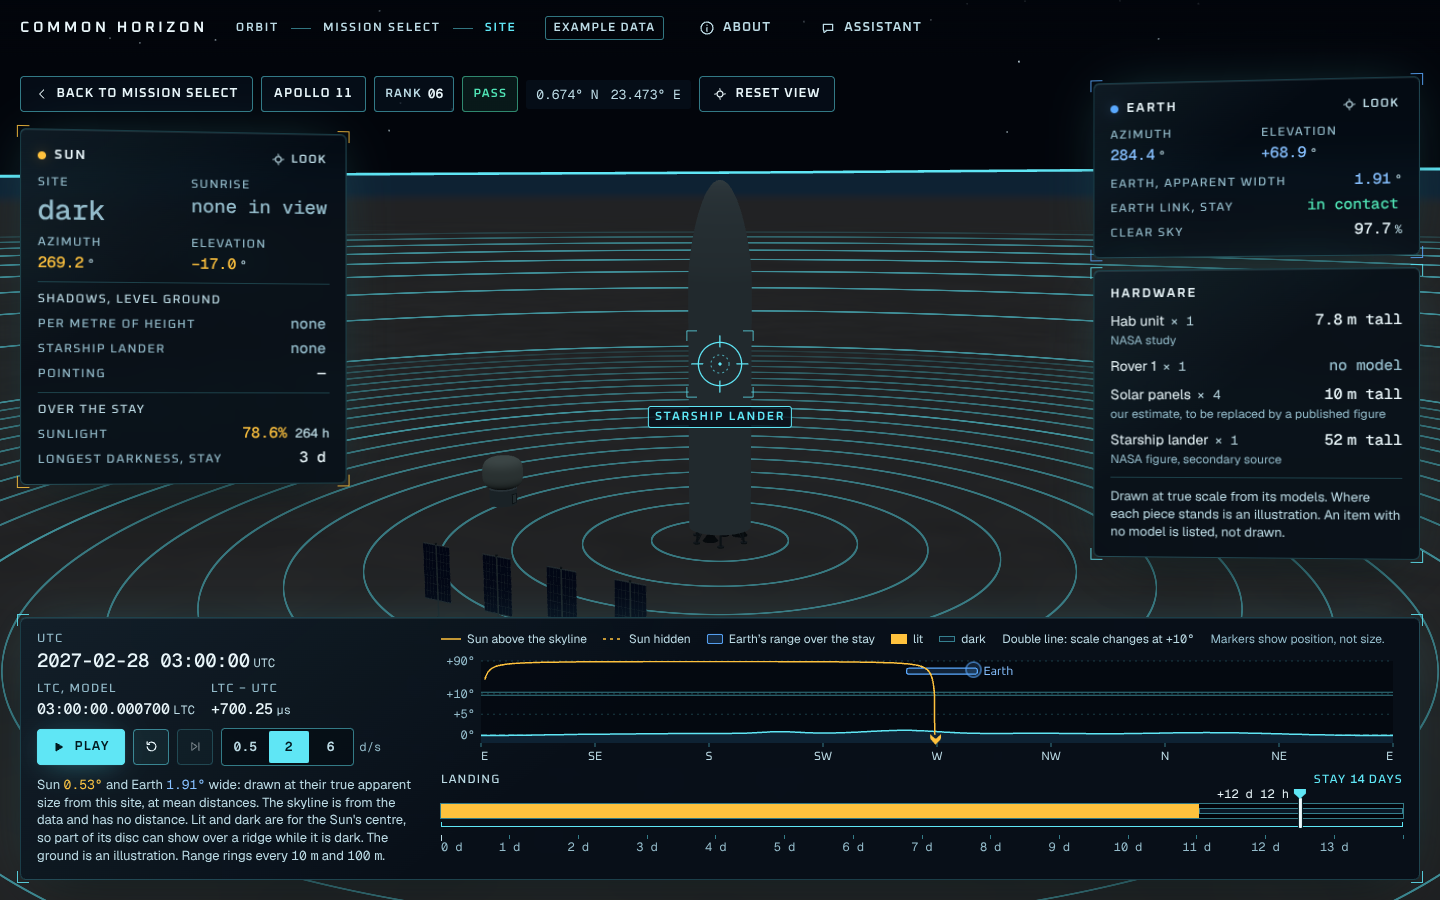 COMMON HORIZON
ORBIT MISSION SELECT SITE EXAMPLE DATA ABOUT ASSISTANT
BACK TO MISSION SELECT APOLLO 11 RANK 06 PASS 0.674° N 23.473° E RESET VIEW
SUN LOOK
SITE SUNRISE
dark none in view
AZIMUTH ELEVATION
269.2° −17.0°
SHADOWS, LEVEL GROUND
PER METRE OF HEIGHT none
STARSHIP LANDER none
POINTING –
OVER THE STAY
SUNLIGHT 78.6% 264 h
LONGEST DARKNESS, STAY 3 d
STARSHIP LANDER
EARTH LOOK
AZIMUTH ELEVATION
284.4° +68.9°
EARTH, APPARENT WIDTH 1.91°
EARTH LINK, STAY in contact
CLEAR SKY 97.7%
HARDWARE
Hab unit × 1 7.8 m tall
NASA study
Rover 1 × 1 no model
Solar panels × 4 10 m tall
our estimate, to be replaced by a published figure
Starship lander × 1 52 m tall
NASA figure, secondary source
Drawn at true scale from its models. Where
each piece stands is an illustration. An item with
no model is listed, not drawn.
UTC
2027-02-28 03:00:00 UTC
LTC, MODEL LTC − UTC
03:00:00.000700 LTC +700.25 µs
PLAY 0.5 2 6 d/s
Sun 0.53° and Earth 1.91° wide: drawn at their true apparent
size from this site, at mean distances. The skyline is from the
data and has no distance. Lit and dark are for the Sun's centre,
so part of its disc can show over a ridge while it is dark. The
ground is an illustration. Range rings every 10 m and 100 m.
Sun above the skyline Sun hidden Earth's range over the stay lit dark Double line: scale changes at +10° Markers show position, not size.
+90°
Earth
+10°
+5°
0°
E SE S SW W NW N NE E
LANDING STAY 14 DAYS
+12 d 12 h
0 d 1 d 2 d 3 d 4 d 5 d 6 d 7 d 8 d 9 d 10 d 11 d 12 d 13 d